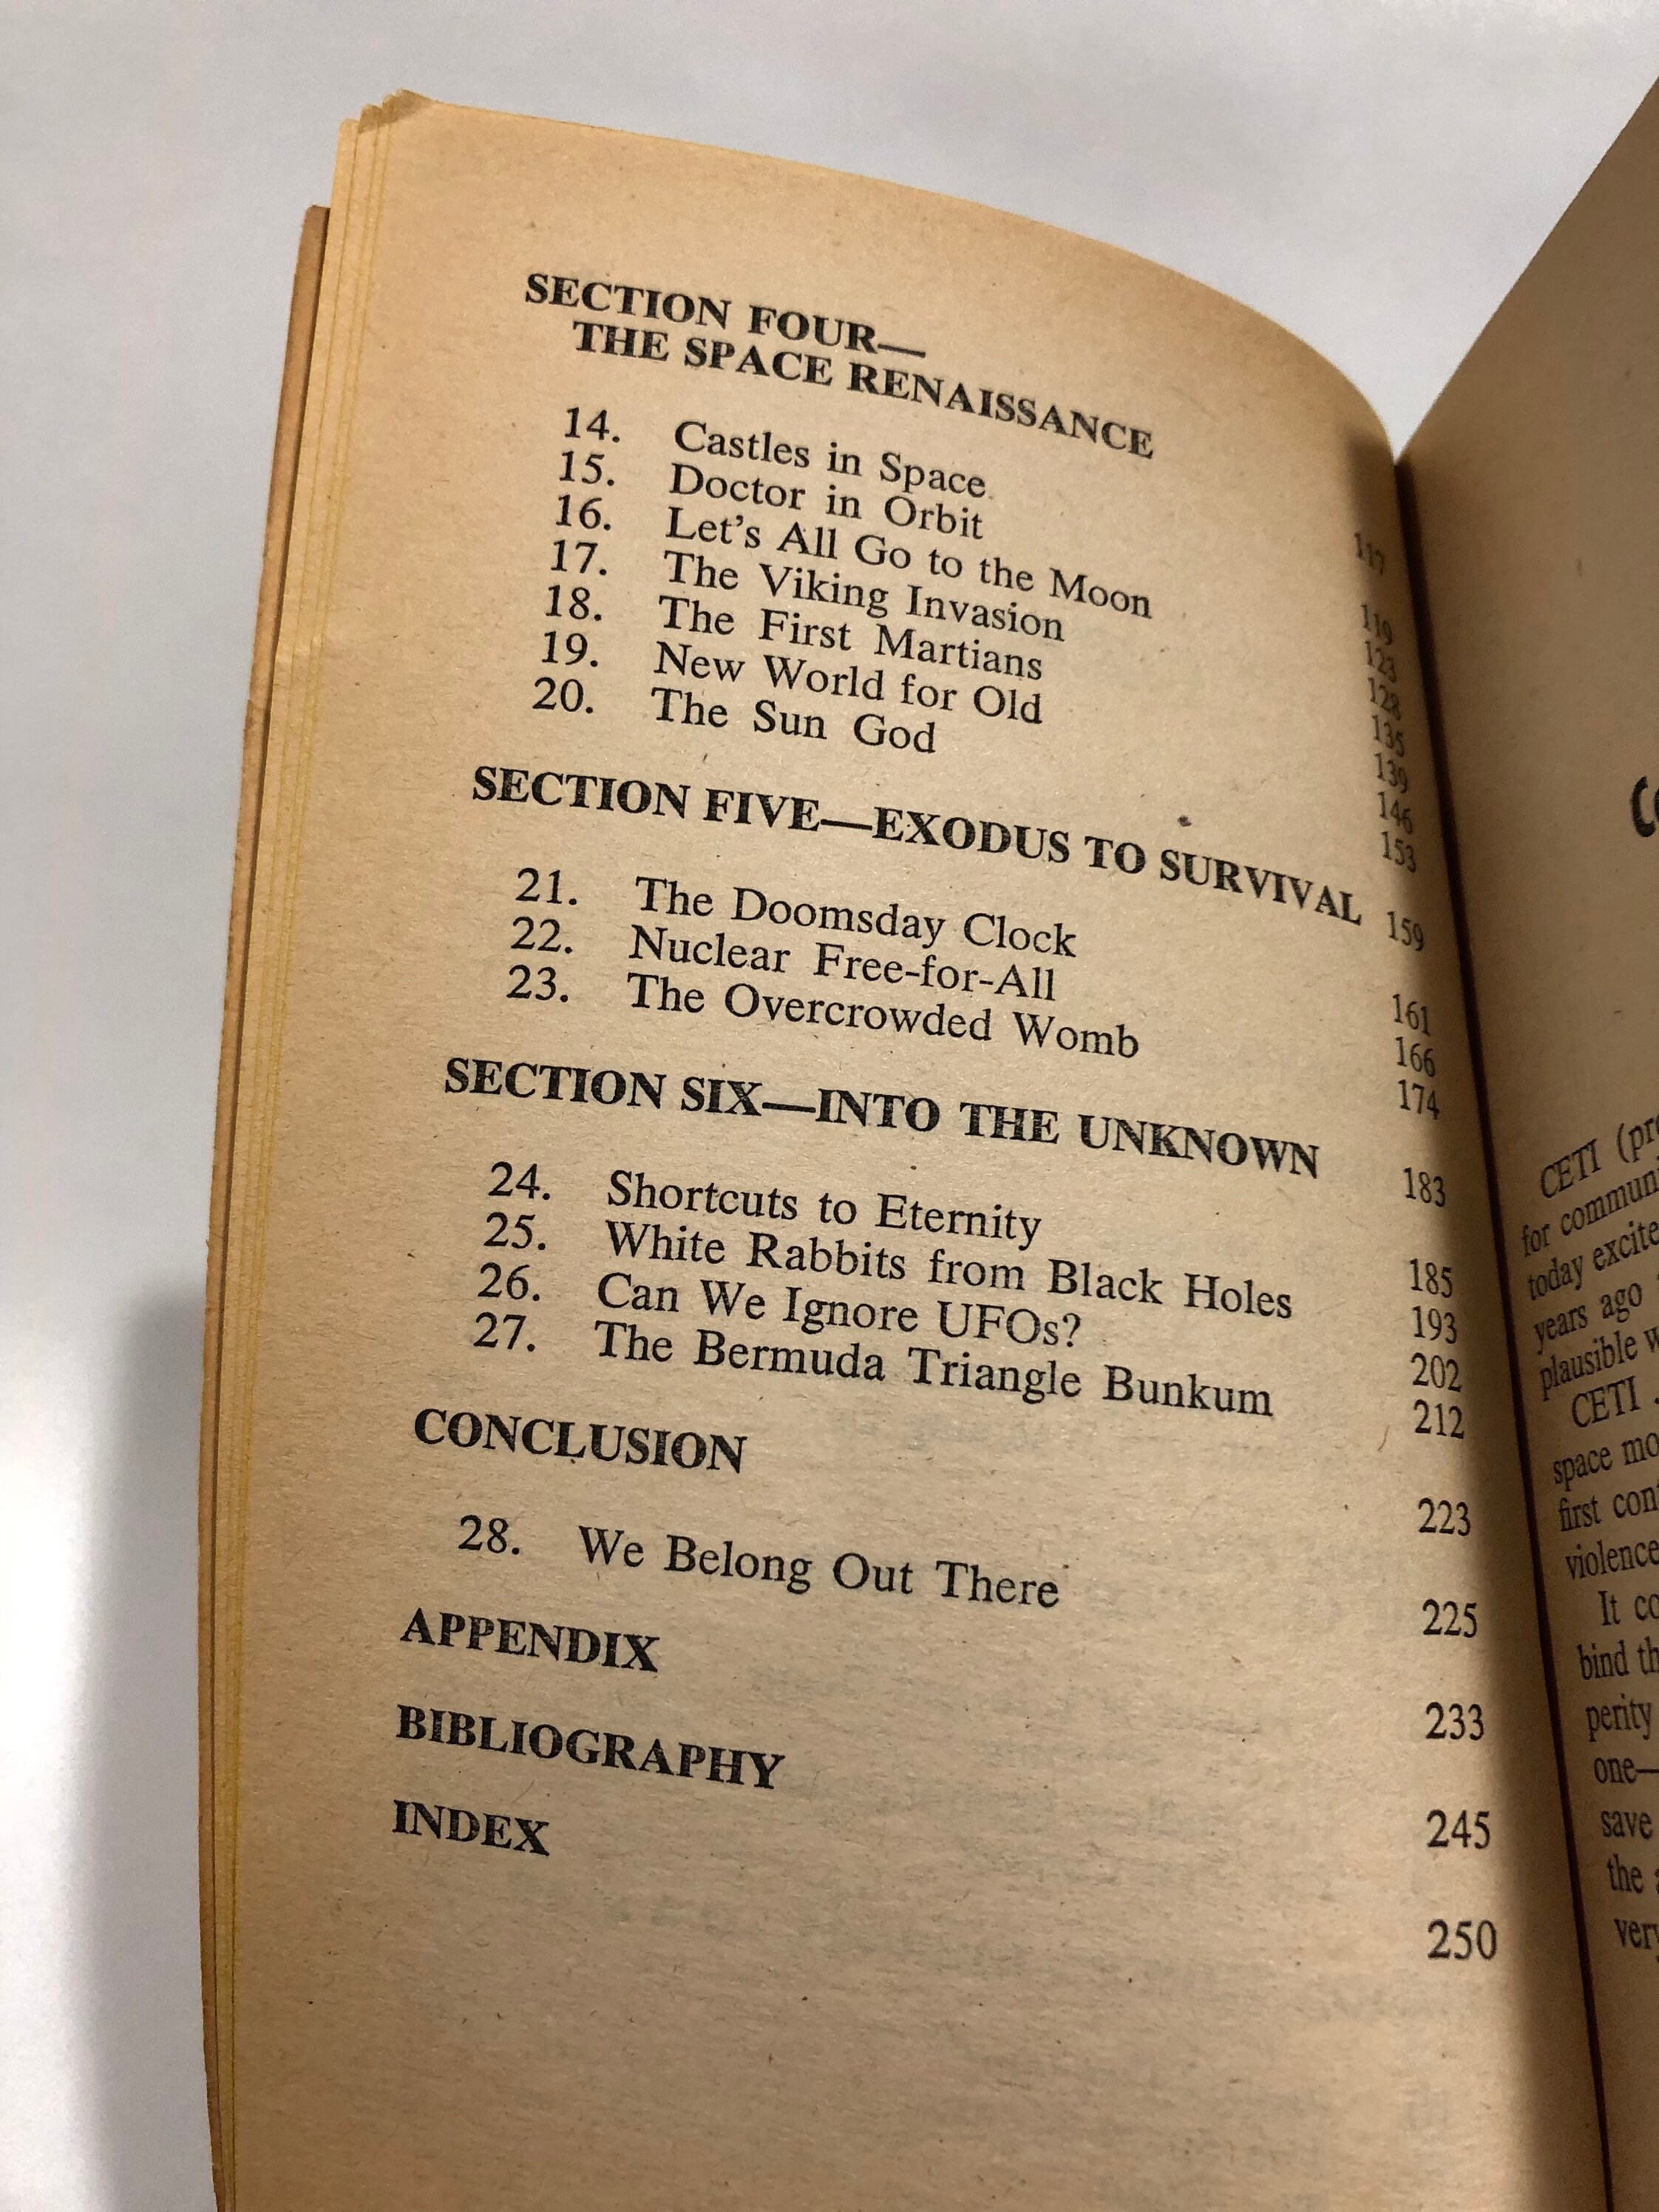 SECTION FOUR—
THE SPACE RENAISSANCE 117
14. Castles in Space 119
15. Doctor in Orbit 123
16. Let's All Go to the Moon 128
17. The Viking Invasion 135
18. The First Martians 139
19. New World for Old 146
20. The Sun God 153
SECTION FIVE—EXODUS TO SURVIVAL 159
21. The Doomsday Clock 161
22. Nuclear Free-for-All 166
23. The Overcrowded Womb 174
SECTION SIX—INTO THE UNKNOWN 183
24. Shortcuts to Eternity 185
25. White Rabbits from Black Holes 193
26. Can We Ignore UFOs? 202
27. The Bermuda Triangle Bunkum 212
CONCLUSION 223
28. We Belong Out There 225
APPENDIX 233
BIBLIOGRAPHY 245
INDEX 250
CETI (pr
for commun
today excite
years ago
plausible w
CETI
space mo
first con
violence
It co
bind th
perity
one—
save
the
very